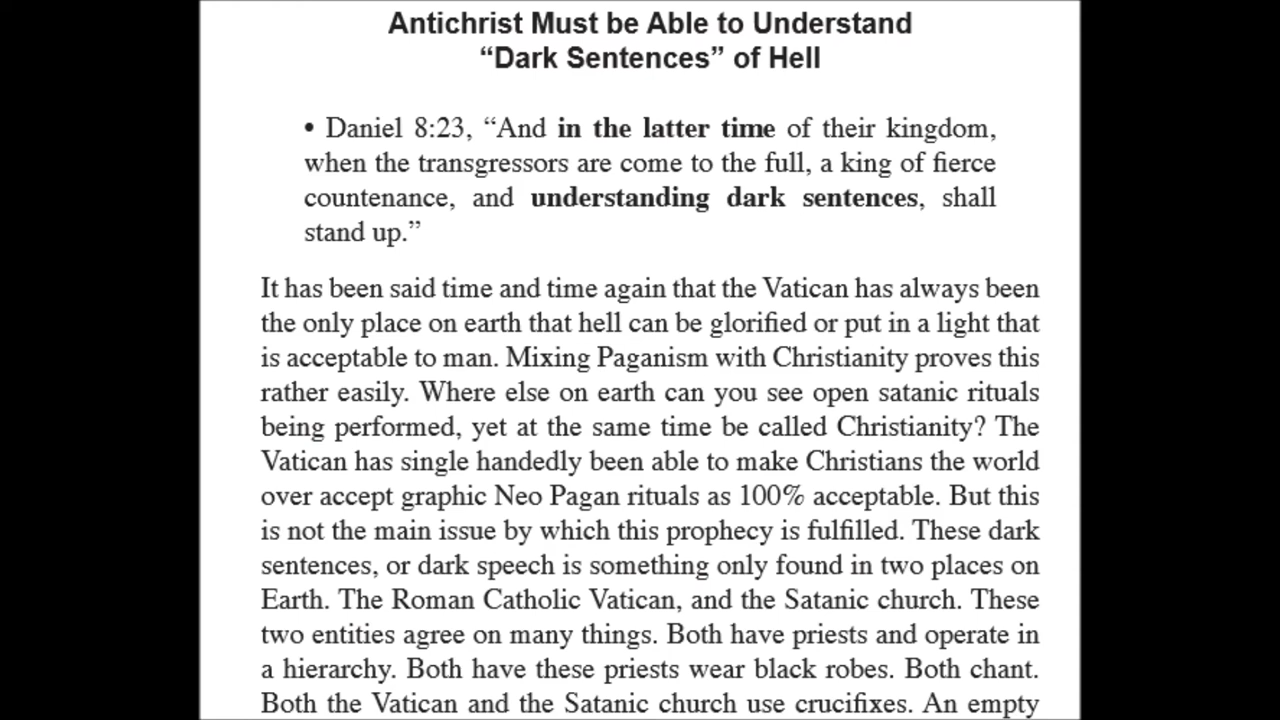 Antichrist Must be Able to Understand
“Dark Sentences” of Hell
• Daniel 8:23, “And in the latter time of their kingdom,
when the transgressors are come to the full, a king of fierce
countenance, and understanding dark sentences, shall
stand up.”
It has been said time and time again that the Vatican has always been
the only place on earth that hell can be glorified or put in a light that
is acceptable to man. Mixing Paganism with Christianity proves this
rather easily. Where else on earth can you see open satanic rituals
being performed, yet at the same time be called Christianity? The
Vatican has single handedly been able to make Christians the world
over accept graphic Neo Pagan rituals as 100% acceptable. But this
is not the main issue by which this prophecy is fulfilled. These dark
sentences, or dark speech is something only found in two places on
Earth. The Roman Catholic Vatican, and the Satanic church. These
two entities agree on many things. Both have priests and operate in
a hierarchy. Both have these priests wear black robes. Both chant.
Both the Vatican and the Satanic church use crucifixes. An empty